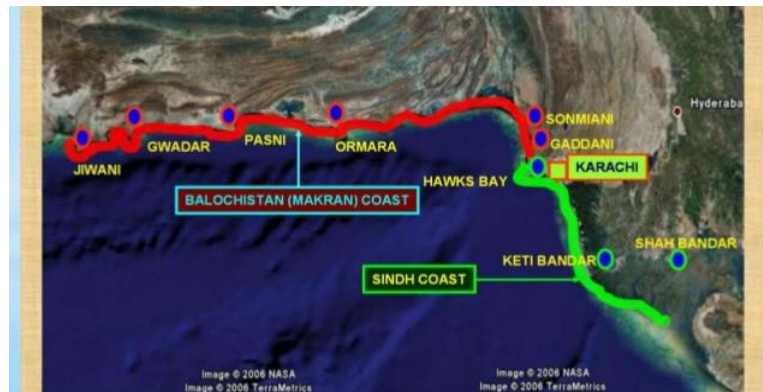 Hyderaba
SONMIANI
GWADAR
PASNI
ORMARA
GADDANI
JIWANI
HAWKS BAY
KARACHI
BALOCHISTAN (MAKRAN) COAST
KETI BANDAR
SHAH BANDAR
SINDH COAST
Image © 2006 NASA
Image © 2006 TerraMetrics
Image © 2006 NASA
Image © 2006 TerraMetrics